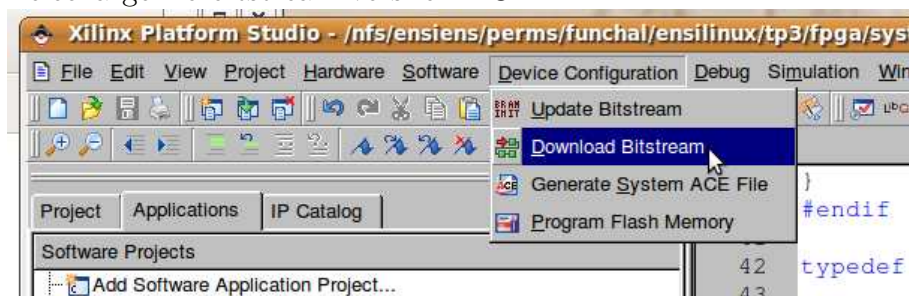 Xilinx Platform Studio - /nfs/ensiens/perms/funchal/ensilinux/tp3/fpga/sys
File Edit View Project Hardware Software Device Configuration Debug Simulation Win
Update Bitstream
Download Bitstream
Generate System ACE File
Program Flash Memory
Project Applications IP Catalog
Software Projects
Add Software Application Project...
}
#endif
42 typedef
43